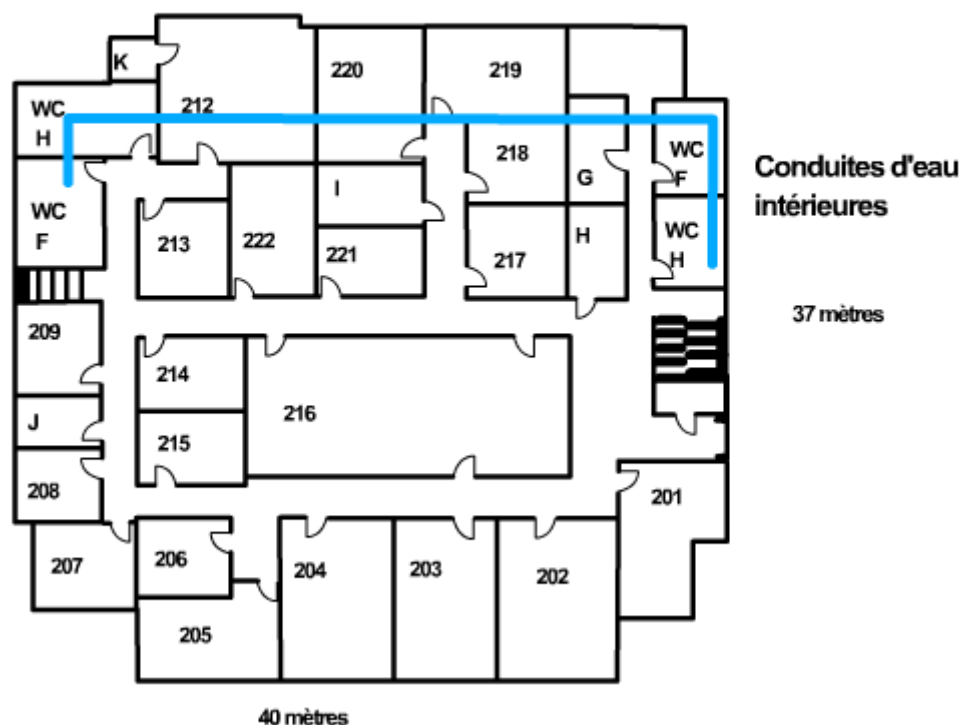 K
220
219
WC
H
212
WC
F
218
Conduites d'eau
intérieures
I
G
WC
F
213
222
221
217
H
WC
H
209
37 mètres
214
216
J
215
208
201
207
206
204
203
202
205
40 mètres